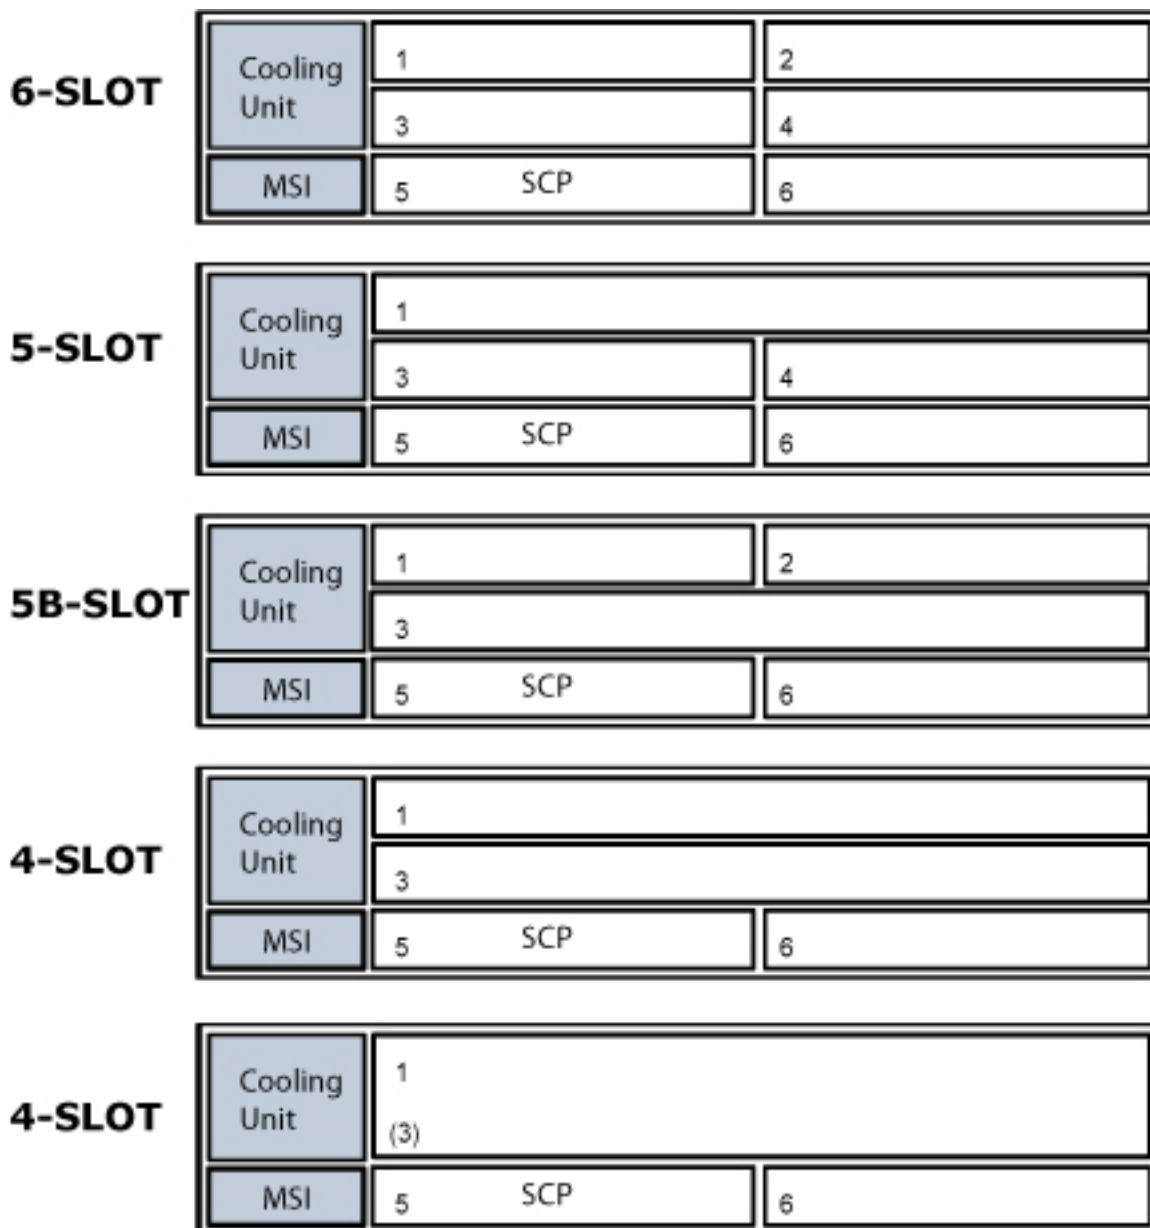 6-SLOT
Cooling
Unit
1
2
3
4
MSI
5 SCP
6
5-SLOT
Cooling
Unit
1
3
4
MSI
5 SCP
6
5B-SLOT
Cooling
Unit
1
2
3
MSI
5 SCP
6
4-SLOT
Cooling
Unit
1
3
MSI
5 SCP
6
4-SLOT
Cooling
Unit
1
(3)
MSI
5 SCP
6